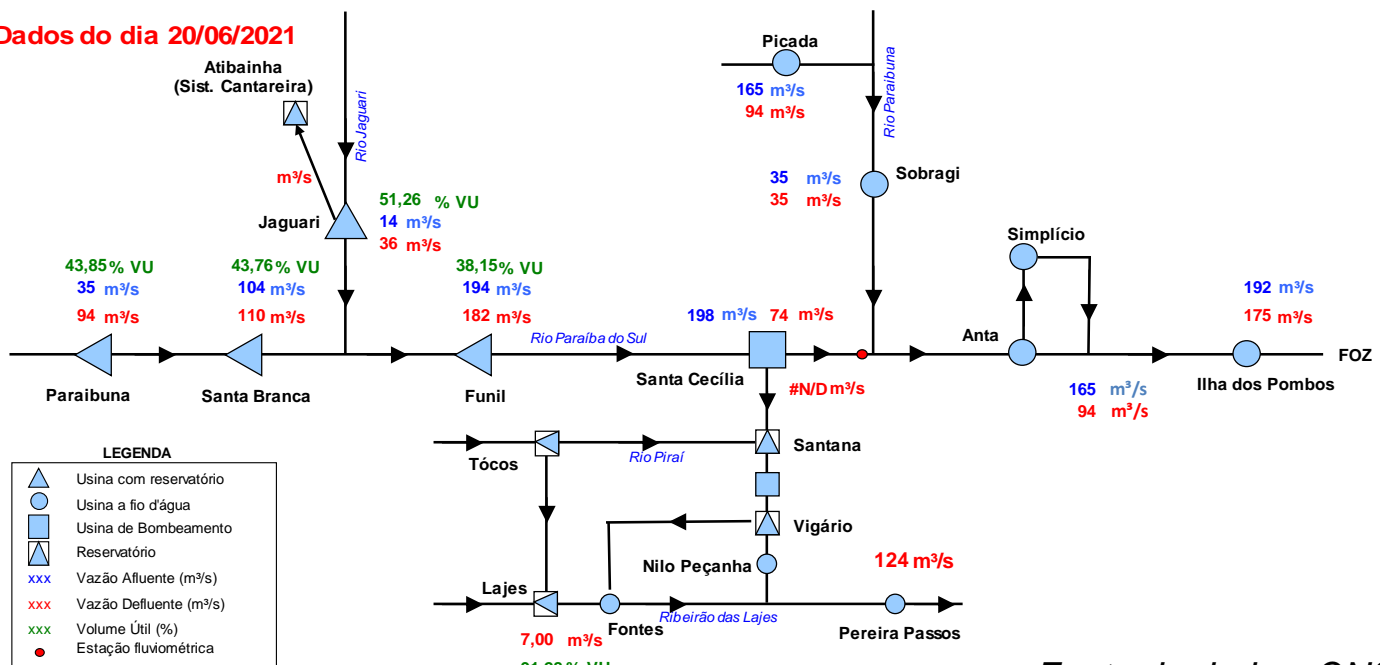 Dados do dia 20/06/2021
Atibainha
(Sist. Cantareira)
Rio Jaguari
m³/s
Jaguari
51,26 % VU
14 m³/s
36 m³/s
Picada
165 m³/s
94 m³/s
Rio Paraibuna
35 m³/s
35 m³/s
Sobragi
43,85% VU
35 m³/s
94 m³/s
Paraibuna
43,76% VU
104 m³/s
110 m³/s
Santa Branca
38,15% VU
194 m³/s
182 m³/s
Funil
Rio Paraíba do Sul
198 m³/s 74 m³/s
Santa Cecília
#N/D m³/s
Simplício
Anta
165 m³/s
94 m³/s
192 m³/s
175 m³/s
Ilha dos Pombos
FOZ
Tócos
Rio Piraí
Santana
Vigário
Nilo Peçanha
124 m³/s
Lajes
Fontes
Ribeirão das Lajes
Pereira Passos
7,00 m³/s
LEGENDA
Usina com reservatório
Usina a fio d'água
Usina de Bombeamento
Reservatório
xxx Vazão Afluente (m³/s)
xxx Vazão Defluente (m³/s)
xxx Volume Útil (%)
Estação fluviométrica